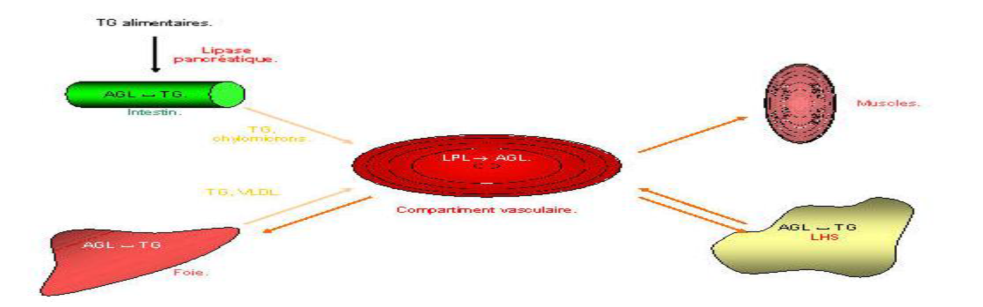 TG alimentaires.
Lipase
pancréatique.
AGL ↔ TG.
Intestin.
TG,
chylomicrons.
LPL → AGL.
Compartiment vasculaire.
Muscles.
TG, VLDL
AGL ↔ TG
Foie.
AGL ↔ TG
LHS